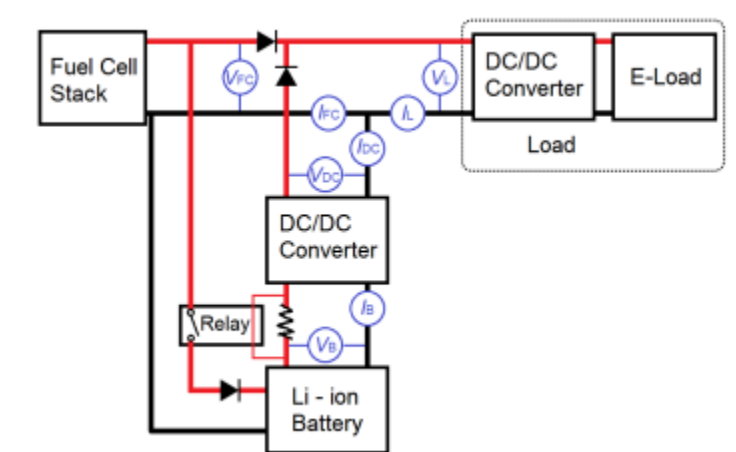 Fuel Cell
Stack
VFC
VL
DC/DC
Converter
E-Load
IFC
IL
Load
IDC
VDC
DC/DC
Converter
Relay
IB
VB
Li - ion
Battery